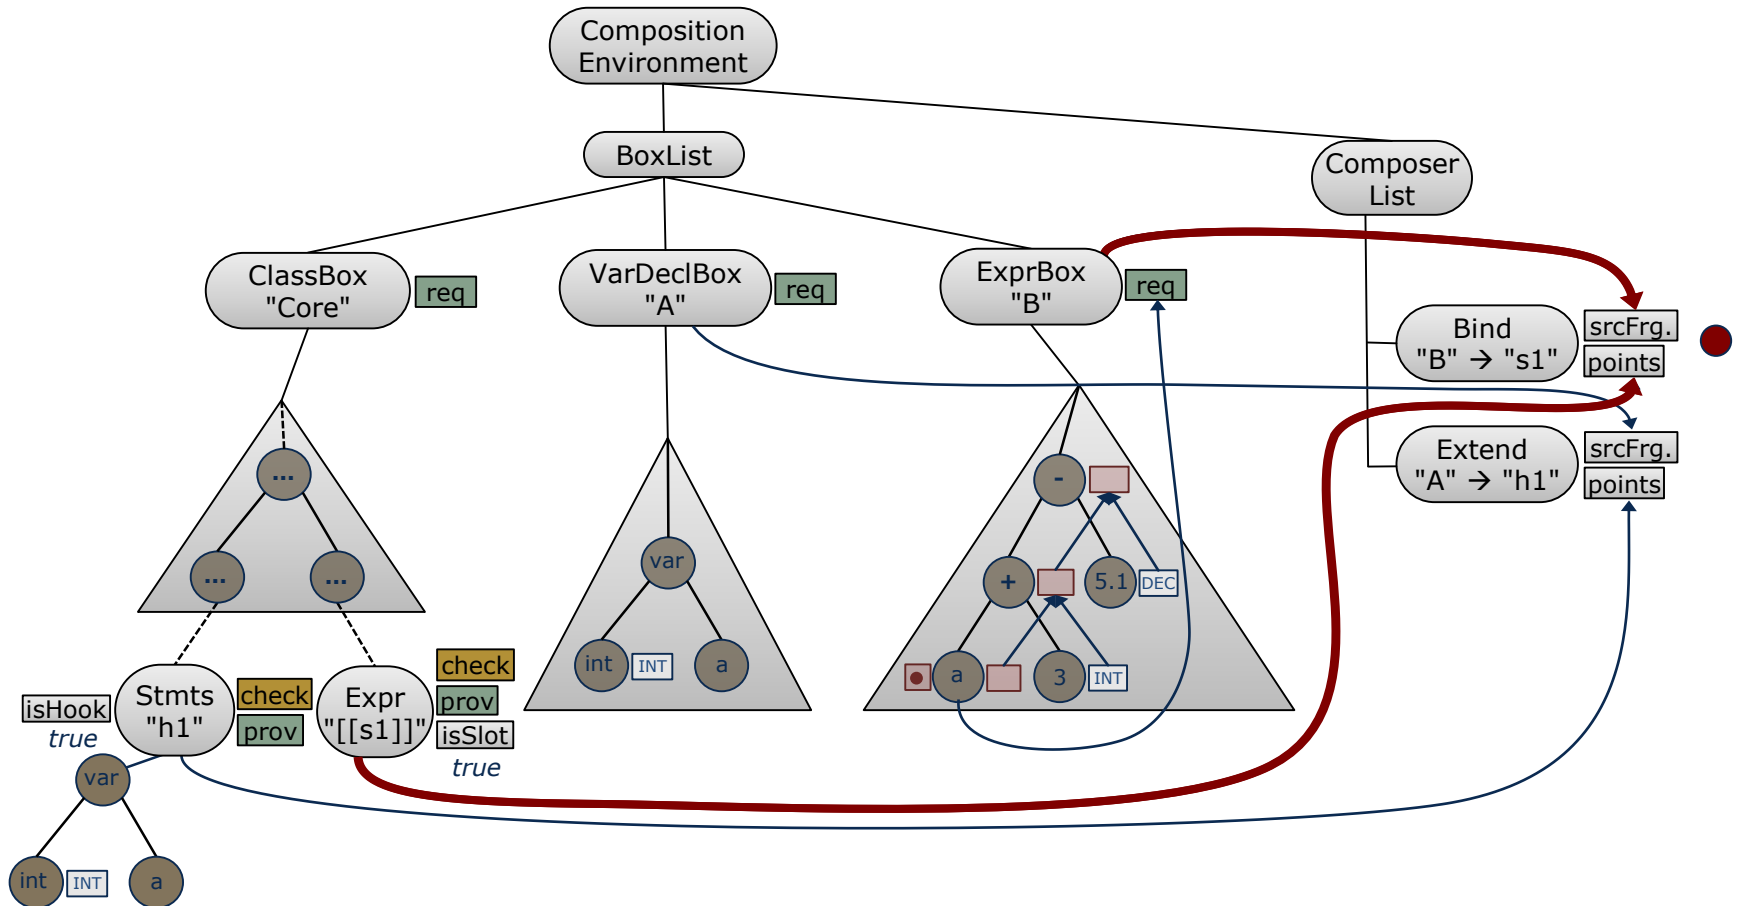 Composition
Environment
BoxList
Composer
List
ClassBox
"Core"
req
VarDeclBox
"A"
req
ExprBox
"B"
req
Bind
"B" → "s1"
srcFrg.
points
Extend
"A" → "h1"
srcFrg.
points
...
...
...
var
int
INT
a
-
+
5.1
DEC
a
3
INT
isHook
true
Stmts
"h1"
check
prov
Expr
"[[s1]]"
check
prov
isSlot
true
var
int
INT
a